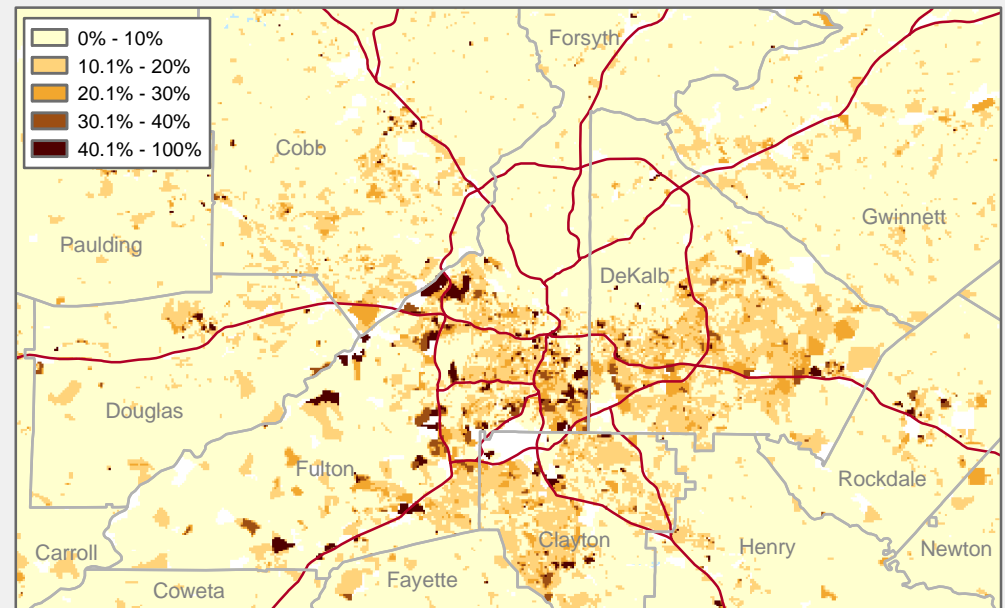 0% - 10%
10.1% - 20%
20.1% - 30%
30.1% - 40%
40.1% - 100%
Forsyth
Cobb
Gwinnett
Paulding
DeKalb
Douglas
Fulton
Rockdale
Clayton
Henry
Newton
Carroll
Fayette
Coweta